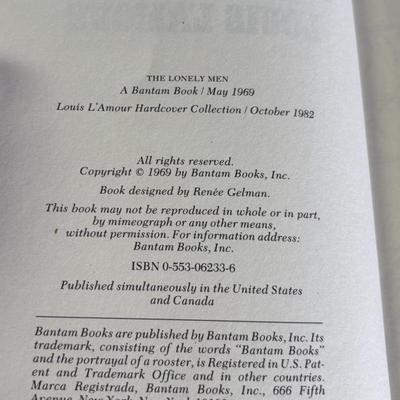 THE LONELY MEN
A Bantam Book / May 1969
Louis L'Amour Hardcover Collection / October 1982
All rights reserved.
Copyright © 1969 by Bantam Books, Inc.
Book designed by Renée Gelman.
This book may not be reproduced in whole or in part,
by mimeograph or any other means,
without permission. For information address:
Bantam Books, Inc.
ISBN 0-553-06233-6
Published simultaneously in the United States
and Canada
Bantam Books are published by Bantam Books, Inc. Its
trademark, consisting of the words "Bantam Books"
and the portrayal of a rooster, is Registered in U.S. Pat-
ent and Trademark Office and in other countries.
Marca Registrada, Bantam Books, Inc., 666 Fifth
Avenue, New York, New York